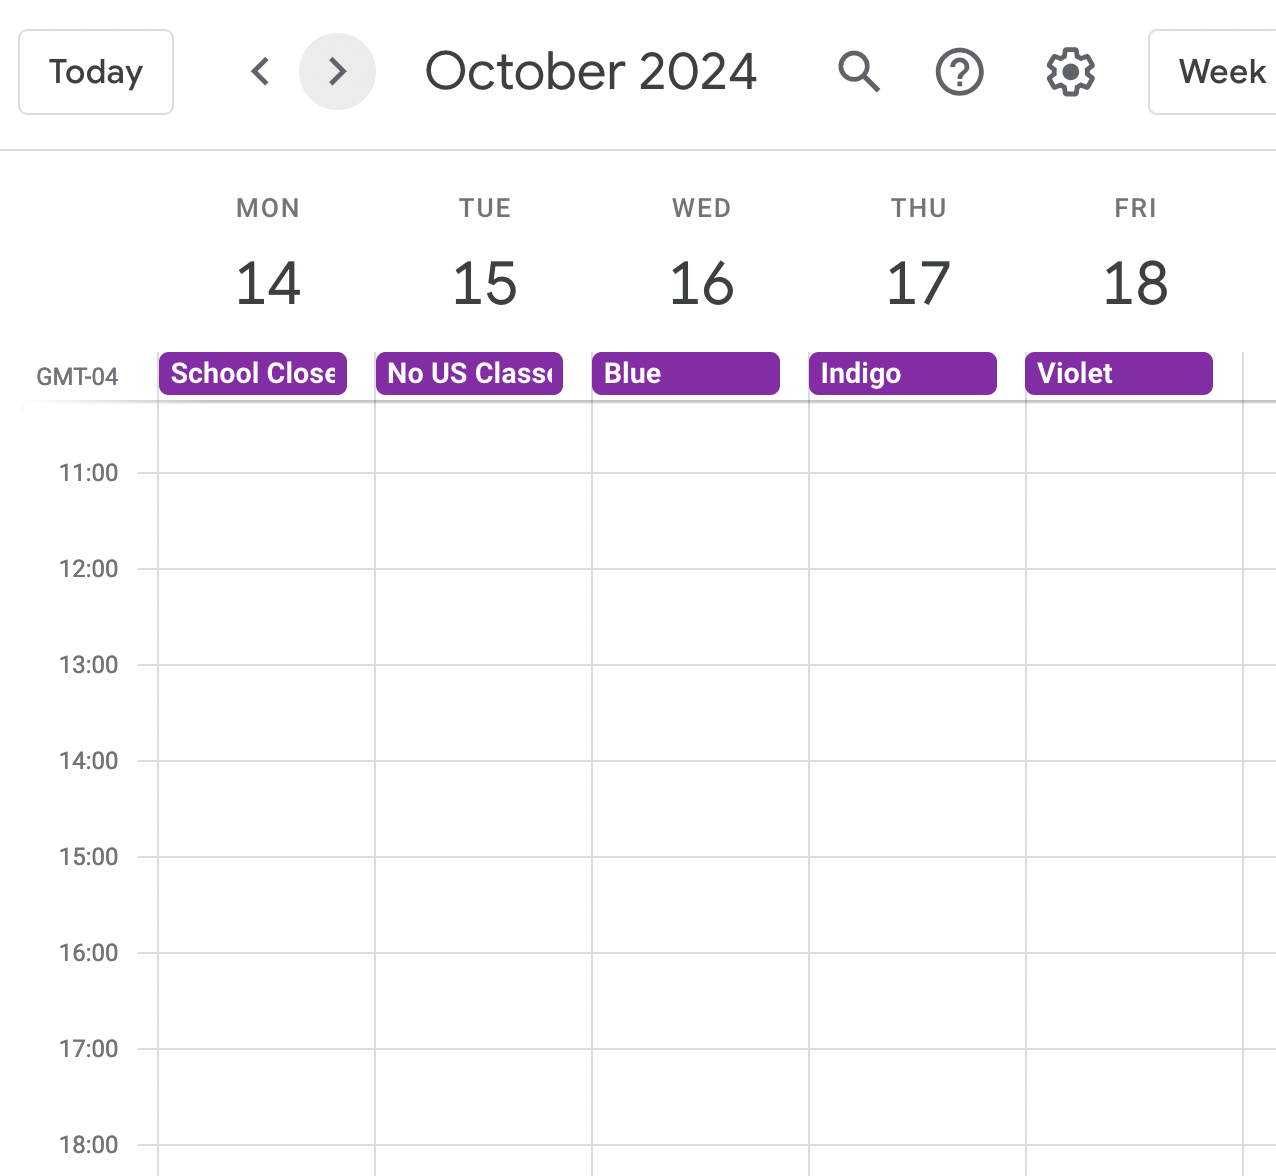 Today October 2024 Week
MON TUE WED THU FRI
14 15 16 17 18
GMT-04 School Close No US Classe Blue Indigo Violet
11:00
12:00
13:00
14:00
15:00
16:00
17:00
18:00